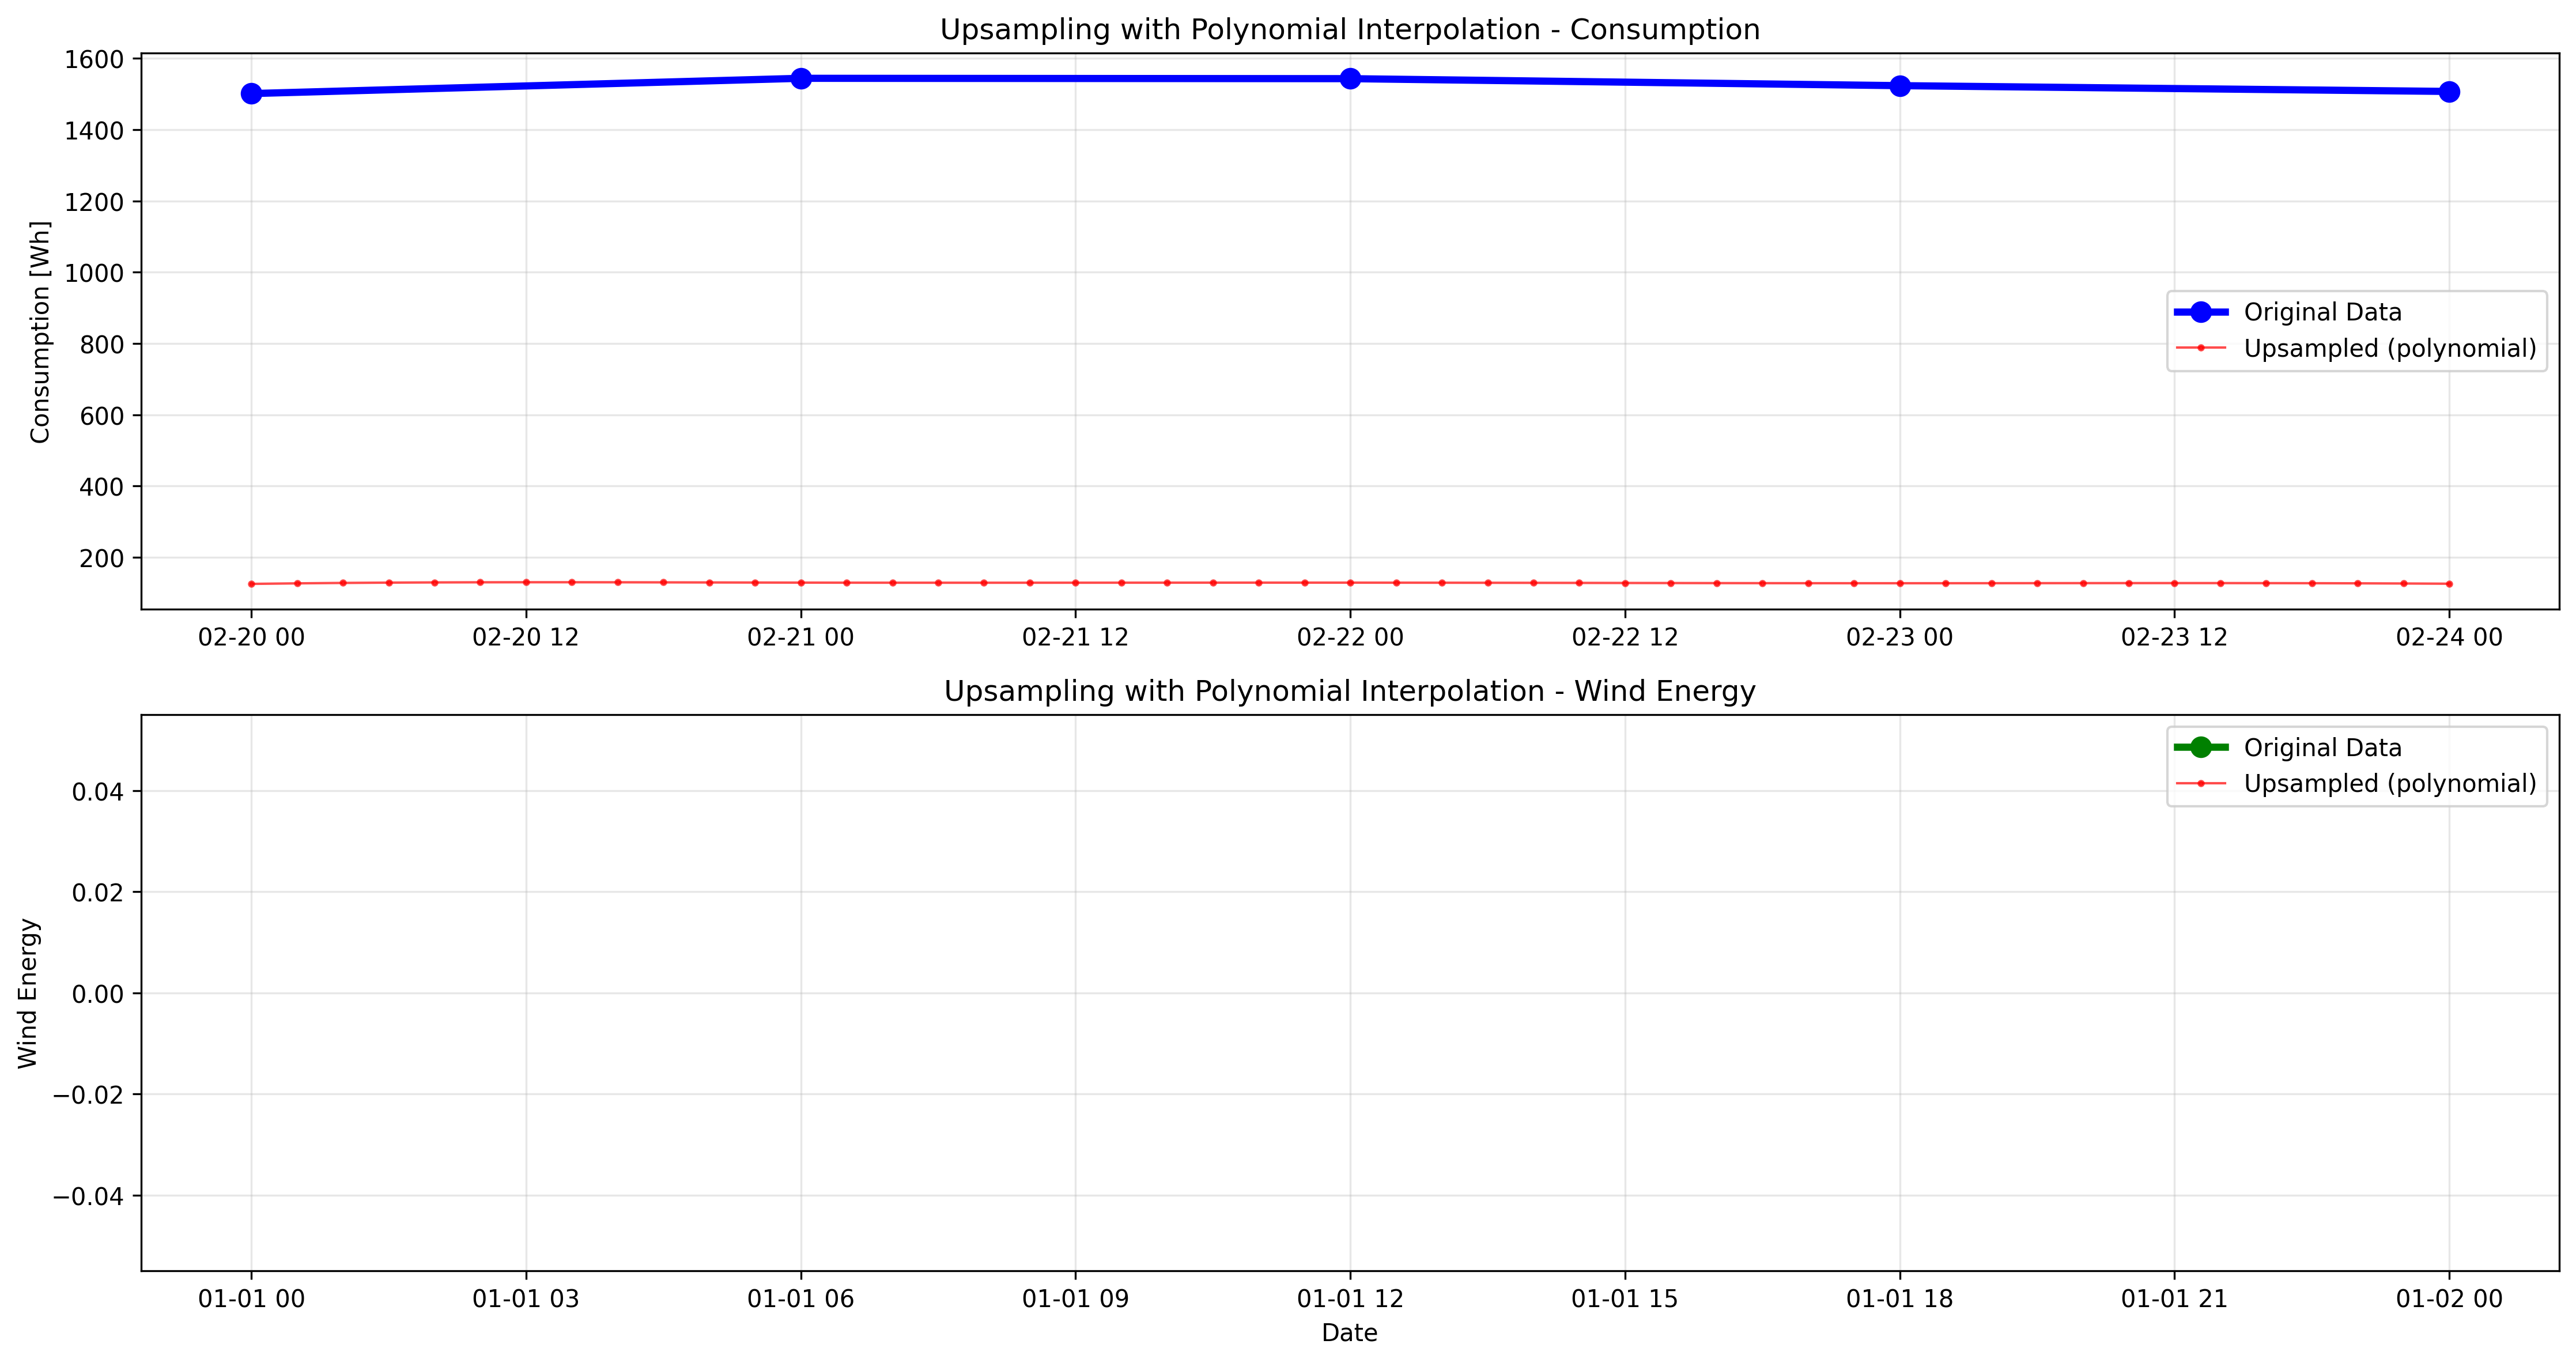 Upsampling with Polynomial Interpolation - Consumption
Consumption [Wh]
1600
1400
1200
1000
800
600
400
200
Original Data
Upsampled (polynomial)
02-20 00 02-20 12 02-21 00 02-21 12 02-22 00 02-22 12 02-23 00 02-23 12 02-24 00
Upsampling with Polynomial Interpolation - Wind Energy
Wind Energy
0.04
0.02
0.00
−0.02
−0.04
Original Data
Upsampled (polynomial)
01-01 00 01-01 03 01-01 06 01-01 09 01-01 12 01-01 15 01-01 18 01-01 21 01-02 00
Date